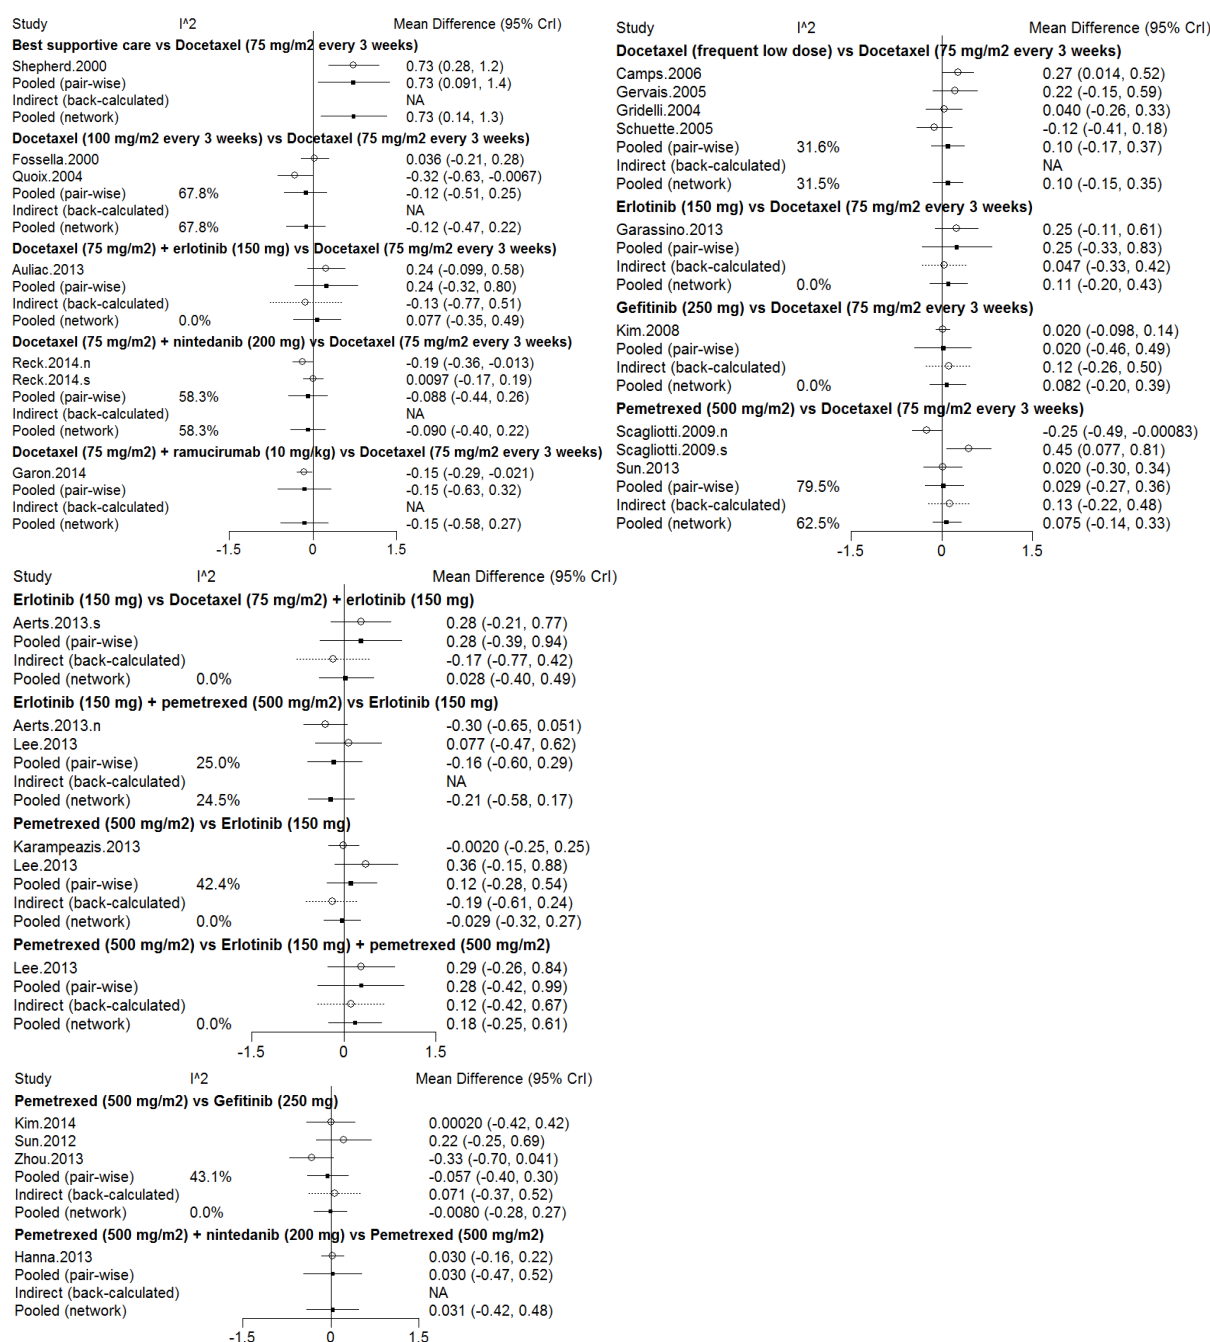 Study I^2 Mean Difference (95% CrI)
Best supportive care vs Docetaxel (75 mg/m2 every 3 weeks)
Shepherd.2000 0.73 (0.28, 1.2)
Pooled (pair-wise) 0.73 (0.091, 1.4)
Indirect (back-calculated) NA
Pooled (network) 0.73 (0.14, 1.3)
Docetaxel (100 mg/m2 every 3 weeks) vs Docetaxel (75 mg/m2 every 3 weeks)
Fossella.2000 0.036 (-0.21, 0.28)
Quoix.2004 -0.32 (-0.63, -0.0067)
Pooled (pair-wise) 67.8% -0.12 (-0.51, 0.25)
Indirect (back-calculated) NA
Pooled (network) 67.8% -0.12 (-0.47, 0.22)
Docetaxel (75 mg/m2) + erlotinib (150 mg) vs Docetaxel (75 mg/m2 every 3 weeks)
Auliac.2013 0.24 (-0.099, 0.58)
Pooled (pair-wise) 0.24 (-0.32, 0.80)
Indirect (back-calculated) -0.13 (-0.77, 0.51)
Pooled (network) 0.0% 0.077 (-0.35, 0.49)
Docetaxel (75 mg/m2) + nintedanib (200 mg) vs Docetaxel (75 mg/m2 every 3 weeks)
Reck.2014.n -0.19 (-0.36, -0.013)
Reck.2014.s 0.0097 (-0.17, 0.19)
Pooled (pair-wise) 58.3% -0.088 (-0.44, 0.26)
Indirect (back-calculated) NA
Pooled (network) 58.3% -0.090 (-0.40, 0.22)
Docetaxel (75 mg/m2) + ramucirumab (10 mg/kg) vs Docetaxel (75 mg/m2 every 3 weeks)
Garon.2014 -0.15 (-0.29, -0.021)
Pooled (pair-wise) -0.15 (-0.63, 0.32)
Indirect (back-calculated) NA
Pooled (network) -0.15 (-0.58, 0.27)
-1.5 0 1.5
Study I^2 Mean Difference (95% CrI)
Docetaxel (frequent low dose) vs Docetaxel (75 mg/m2 every 3 weeks)
Camps.2006 0.27 (0.014, 0.52)
Gervais.2005 0.22 (-0.15, 0.59)
Gridelli.2004 0.040 (-0.26, 0.33)
Schuette.2005 -0.12 (-0.41, 0.18)
Pooled (pair-wise) 31.6% 0.10 (-0.17, 0.37)
Indirect (back-calculated) NA
Pooled (network) 31.5% 0.10 (-0.15, 0.35)
Erlotinib (150 mg) vs Docetaxel (75 mg/m2 every 3 weeks)
Garassino.2013 0.25 (-0.11, 0.61)
Pooled (pair-wise) 0.25 (-0.33, 0.83)
Indirect (back-calculated) 0.047 (-0.33, 0.42)
Pooled (network) 0.0% 0.11 (-0.20, 0.43)
Gefitinib (250 mg) vs Docetaxel (75 mg/m2 every 3 weeks)
Kim.2008 0.020 (-0.098, 0.14)
Pooled (pair-wise) 0.020 (-0.46, 0.49)
Indirect (back-calculated) 0.12 (-0.26, 0.50)
Pooled (network) 0.0% 0.082 (-0.20, 0.39)
Pemetrexed (500 mg/m2) vs Docetaxel (75 mg/m2 every 3 weeks)
Scagliotti.2009.n -0.25 (-0.49, -0.00083)
Scagliotti.2009.s 0.45 (0.077, 0.81)
Sun.2013 0.020 (-0.30, 0.34)
Pooled (pair-wise) 79.5% 0.029 (-0.27, 0.36)
Indirect (back-calculated) 0.13 (-0.22, 0.48)
Pooled (network) 62.5% 0.075 (-0.14, 0.33)
-1.5 0 1.5
Study I^2 Mean Difference (95% CrI)
Erlotinib (150 mg) vs Docetaxel (75 mg/m2) + erlotinib (150 mg)
Aerts.2013.s 0.28 (-0.21, 0.77)
Pooled (pair-wise) 0.28 (-0.39, 0.94)
Indirect (back-calculated) -0.17 (-0.77, 0.42)
Pooled (network) 0.0% 0.028 (-0.40, 0.49)
Erlotinib (150 mg) + pemetrexed (500 mg/m2) vs Erlotinib (150 mg)
Aerts.2013.n -0.30 (-0.65, 0.051)
Lee.2013 0.077 (-0.47, 0.62)
Pooled (pair-wise) 25.0% -0.16 (-0.60, 0.29)
Indirect (back-calculated) NA
Pooled (network) 24.5% -0.21 (-0.58, 0.17)
Pemetrexed (500 mg/m2) vs Erlotinib (150 mg)
Karampeazis.2013 -0.0020 (-0.25, 0.25)
Lee.2013 0.36 (-0.15, 0.88)
Pooled (pair-wise) 42.4% 0.12 (-0.28, 0.54)
Indirect (back-calculated) -0.19 (-0.61, 0.24)
Pooled (network) 0.0% -0.029 (-0.32, 0.27)
Pemetrexed (500 mg/m2) vs Erlotinib (150 mg) + pemetrexed (500 mg/m2)
Lee.2013 0.29 (-0.26, 0.84)
Pooled (pair-wise) 0.28 (-0.42, 0.99)
Indirect (back-calculated) 0.12 (-0.42, 0.67)
Pooled (network) 0.0% 0.18 (-0.25, 0.61)
-1.5 0 1.5
Study I^2 Mean Difference (95% CrI)
Pemetrexed (500 mg/m2) vs Gefitinib (250 mg)
Kim.2014 0.00020 (-0.42, 0.42)
Sun.2012 0.22 (-0.25, 0.69)
Zhou.2013 -0.33 (-0.70, 0.041)
Pooled (pair-wise) 43.1% -0.057 (-0.40, 0.30)
Indirect (back-calculated) 0.071 (-0.37, 0.52)
Pooled (network) 0.0% -0.0080 (-0.28, 0.27)
Pemetrexed (500 mg/m2) + nintedanib (200 mg) vs Pemetrexed (500 mg/m2)
Hanna.2013 0.030 (-0.16, 0.22)
Pooled (pair-wise) 0.030 (-0.47, 0.52)
Indirect (back-calculated) NA
Pooled (network) 0.031 (-0.42, 0.48)
-1.5 0 1.5